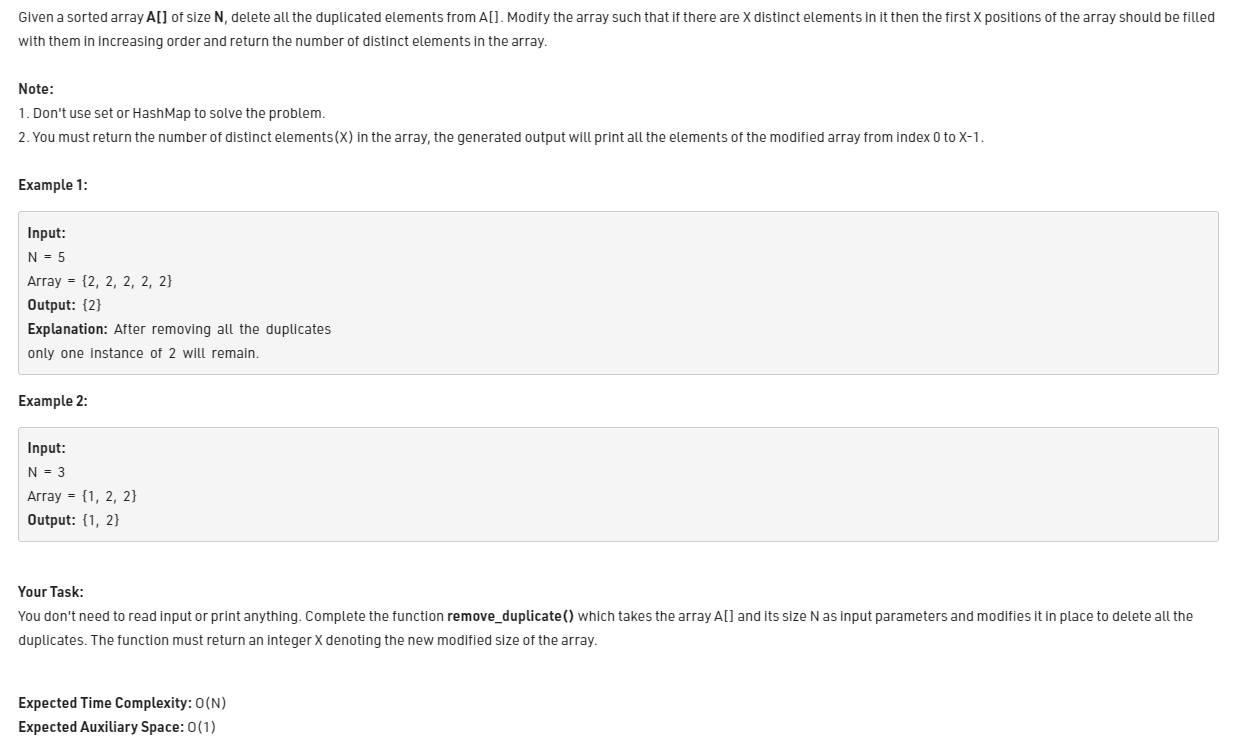 Given a sorted array A[] of size N, delete all the duplicated elements from A[]. Modify the array such that if there are X distinct elements in it then the first X positions of the array should be filled
with them in increasing order and return the number of distinct elements in the array.
Note:
1. Don't use set or HashMap to solve the problem.
2. You must return the number of distinct elements(X) in the array, the generated output will print all the elements of the modified array from index 0 to X-1.
Example 1:
Input:
N = 5
Array = {2, 2, 2, 2, 2}
Output: {2}
Explanation: After removing all the duplicates
only one instance of 2 will remain.
Example 2:
Input:
N = 3
Array = {1, 2, 2}
Output: {1, 2}
Your Task:
You don't need to read input or print anything. Complete the function remove_duplicate() which takes the array A[] and its size N as input parameters and modifies it in place to delete all the
duplicates. The function must return an integer X denoting the new modified size of the array.
Expected Time Complexity: O(N)
Expected Auxiliary Space: O(1)